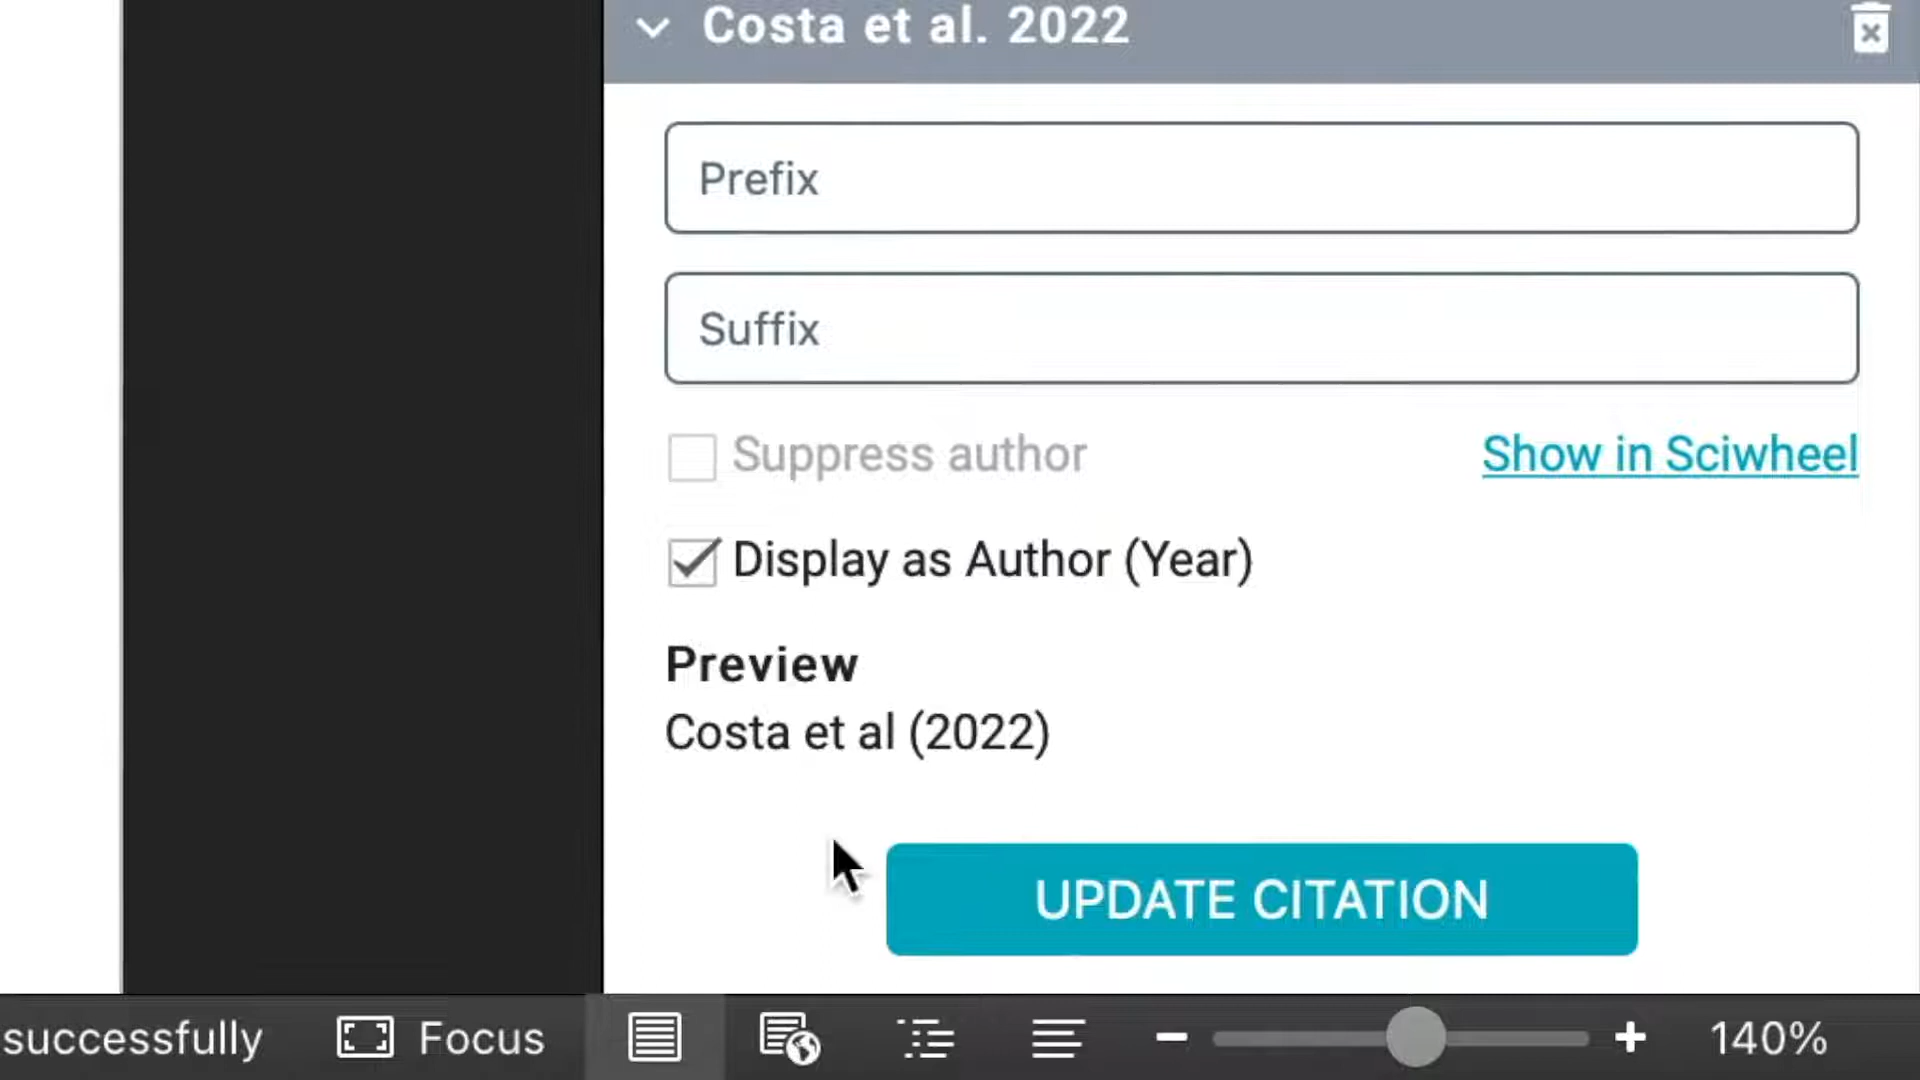 Costa et al. 2022
Prefix
Suffix
Suppress author
Show in Sciwheel
Display as Author (Year)
Preview
Costa et al (2022)
UPDATE CITATION
successfully
Focus
140%